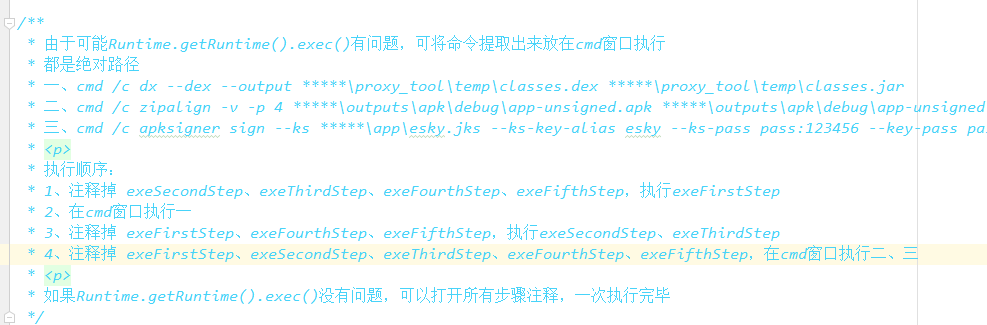 /**
* 由于可能Runtime.getRuntime().exec()有问题，可将命令提取出来放在cmd窗口执行
* 都是绝对路径
* 一、cmd /c dx --dex --output *****\proxy_tool\temp\classes.dex *****\proxy_tool\temp\classes.jar
* 二、cmd /c zipalign -v -p 4 *****\outputs\apk\debug\app-unsigned.apk *****\outputs\apk\debug\app-unsigned
* 三、cmd /c apksigner sign --ks *****\app\esky.jks --ks-key-alias esky --ks-pass pass:123456 --key-pass pa
* <p>
* 执行顺序：
* 1、注释掉 exeSecondStep、exeThirdStep、exeFourthStep、exeFifthStep，执行exeFirstStep
* 2、在cmd窗口执行一
* 3、注释掉 exeFirstStep、exeFourthStep、exeFifthStep，执行exeSecondStep、exeThirdStep
* 4、注释掉 exeFirstStep、exeSecondStep、exeThirdStep、exeFourthStep、exeFifthStep，在cmd窗口执行二、三
* <p>
* 如果Runtime.getRuntime().exec()没有问题，可以打开所有步骤注释，一次执行完毕
*/